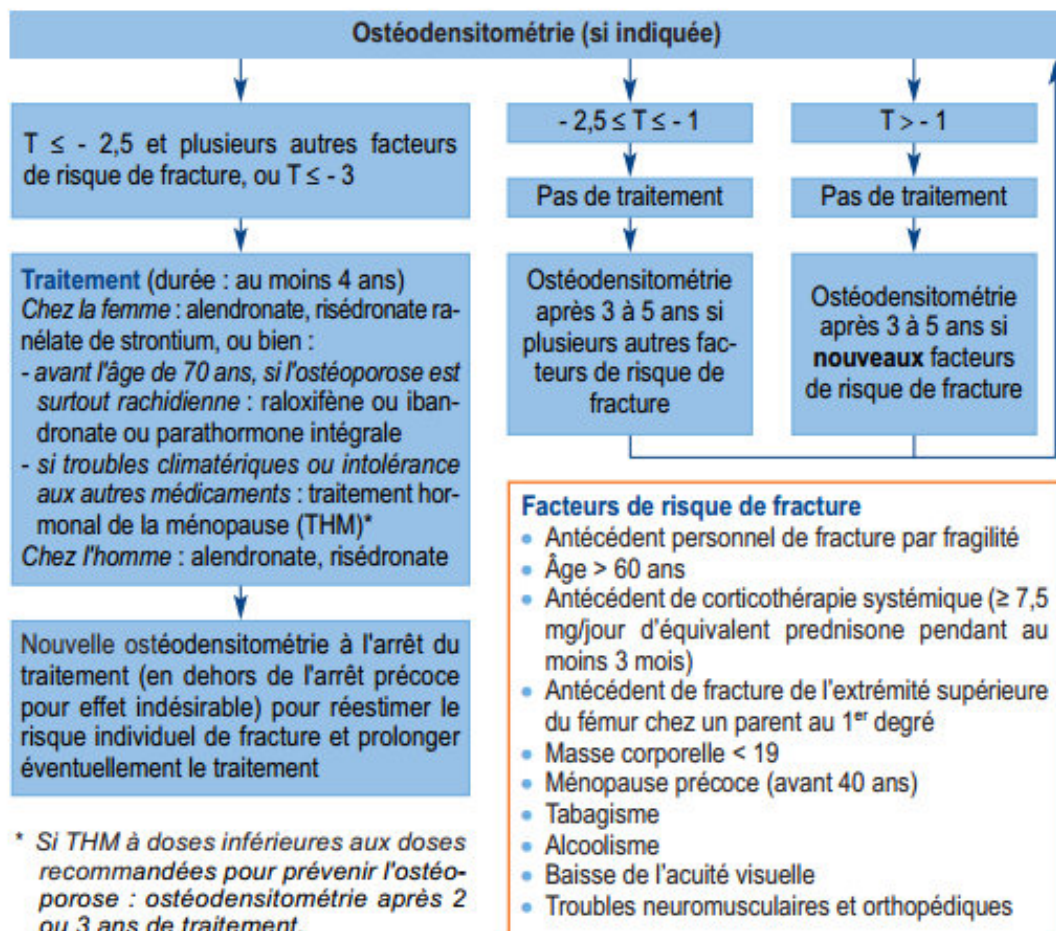 Ostéodensitométrie (si indiquée)
T ≤ - 2,5 et plusieurs autres facteurs
de risque de fracture, ou T ≤ - 3
Traitement (durée : au moins 4 ans)
Chez la femme : alendronate, risédronate ra-
nélate de strontium, ou bien :
- avant l'âge de 70 ans, si l'ostéoporose est
surtout rachidienne : raloxifène ou iban-
dronate ou parathormone intégrale
- si troubles climatériques ou intolérance
aux autres médicaments : traitement hor-
monal de la ménopause (THM)*
Chez l'homme : alendronate, risédronate
Nouvelle ostéodensitométrie à l'arrêt du
traitement (en dehors de l'arrêt précoce
pour effet indésirable) pour réestimer le
risque individuel de fracture et prolonger
éventuellement le traitement
* Si THM à doses inférieures aux doses
recommandées pour prévenir l'ostéo-
porose : ostéodensitométrie après 2
ou 3 ans de traitement.
- 2,5 ≤ T ≤ - 1
Pas de traitement
Ostéodensitométrie
après 3 à 5 ans si
plusieurs autres fac-
teurs de risque de
fracture
T > - 1
Pas de traitement
Ostéodensitométrie
après 3 à 5 ans si
nouveaux facteurs
de risque de fracture
Facteurs de risque de fracture
• Antécédent personnel de fracture par fragilité
• Âge > 60 ans
• Antécédent de corticothérapie systémique (≥ 7,5
mg/jour d'équivalent prednisone pendant au
moins 3 mois)
• Antécédent de fracture de l'extrémité supérieure
du fémur chez un parent au 1er degré
• Masse corporelle < 19
• Ménopause précoce (avant 40 ans)
• Tabagisme
• Alcoolisme
• Baisse de l'acuité visuelle
• Troubles neuromusculaires et orthopédiques